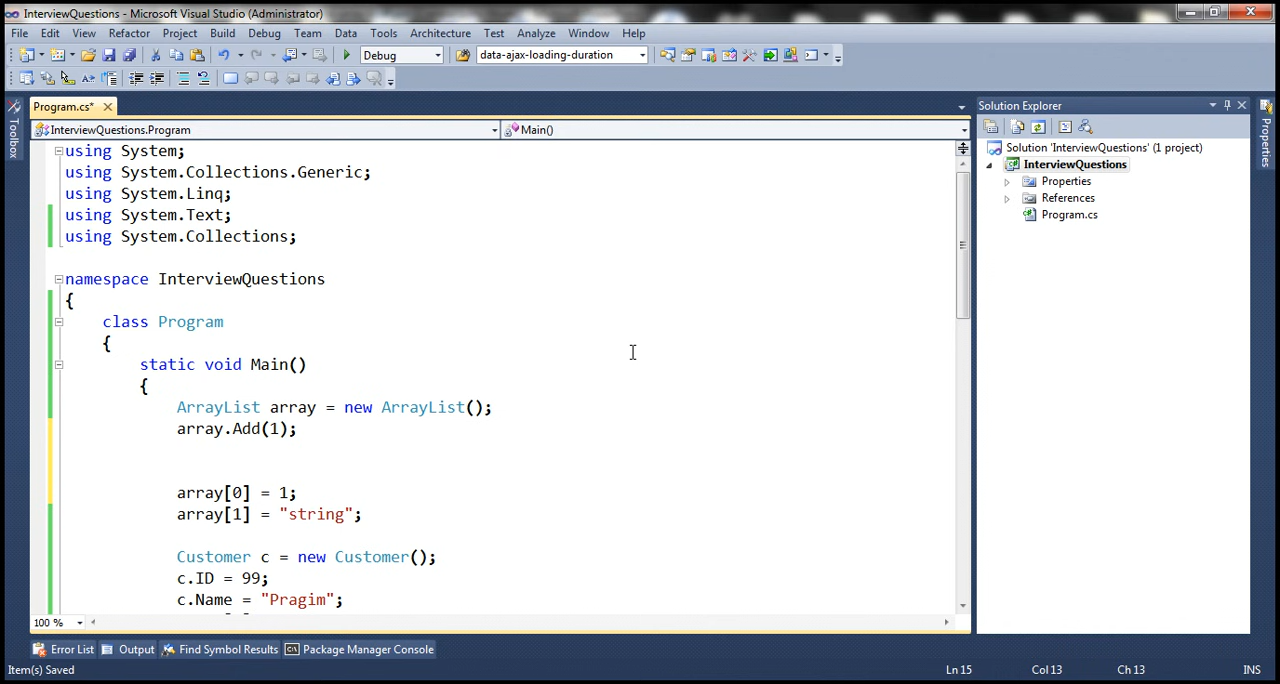 InterviewQuestions - Microsoft Visual Studio (Administrator)
File Edit View Refactor Project Build Debug Team Data Tools Architecture Test Analyze Window Help
Debug data-ajax-loading-duration
Program.cs* Solution Explorer
InterviewQuestions.Program Main()
Toolbox
Properties
using System;
using System.Collections.Generic;
using System.Linq;
using System.Text;
using System.Collections;
namespace InterviewQuestions
{
class Program
{
static void Main()
{
ArrayList array = new ArrayList();
array.Add(1);
array[0] = 1;
array[1] = "string";
Customer c = new Customer();
c.ID = 99;
c.Name = "Pragim";
Solution 'InterviewQuestions' (1 project)
InterviewQuestions
Properties
References
Program.cs
100 %
Error List Output Find Symbol Results Package Manager Console
Item(s) Saved Ln 15 Col 13 Ch 13 INS